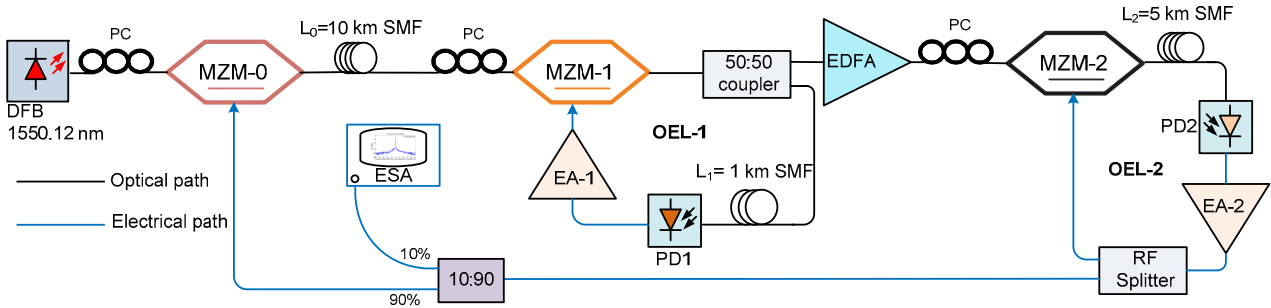 L₀=10 km SMF
L₂=5 km SMF
PC
PC
PC
MZM-0
MZM-1
50:50
coupler
EDFA
MZM-2
DFB
1550.12 nm
OEL-1
PD2
ESA
EA-1
L₁= 1 km SMF
OEL-2
Optical path
Electrical path
EA-2
PD1
10%
10:90
90%
RF
Splitter